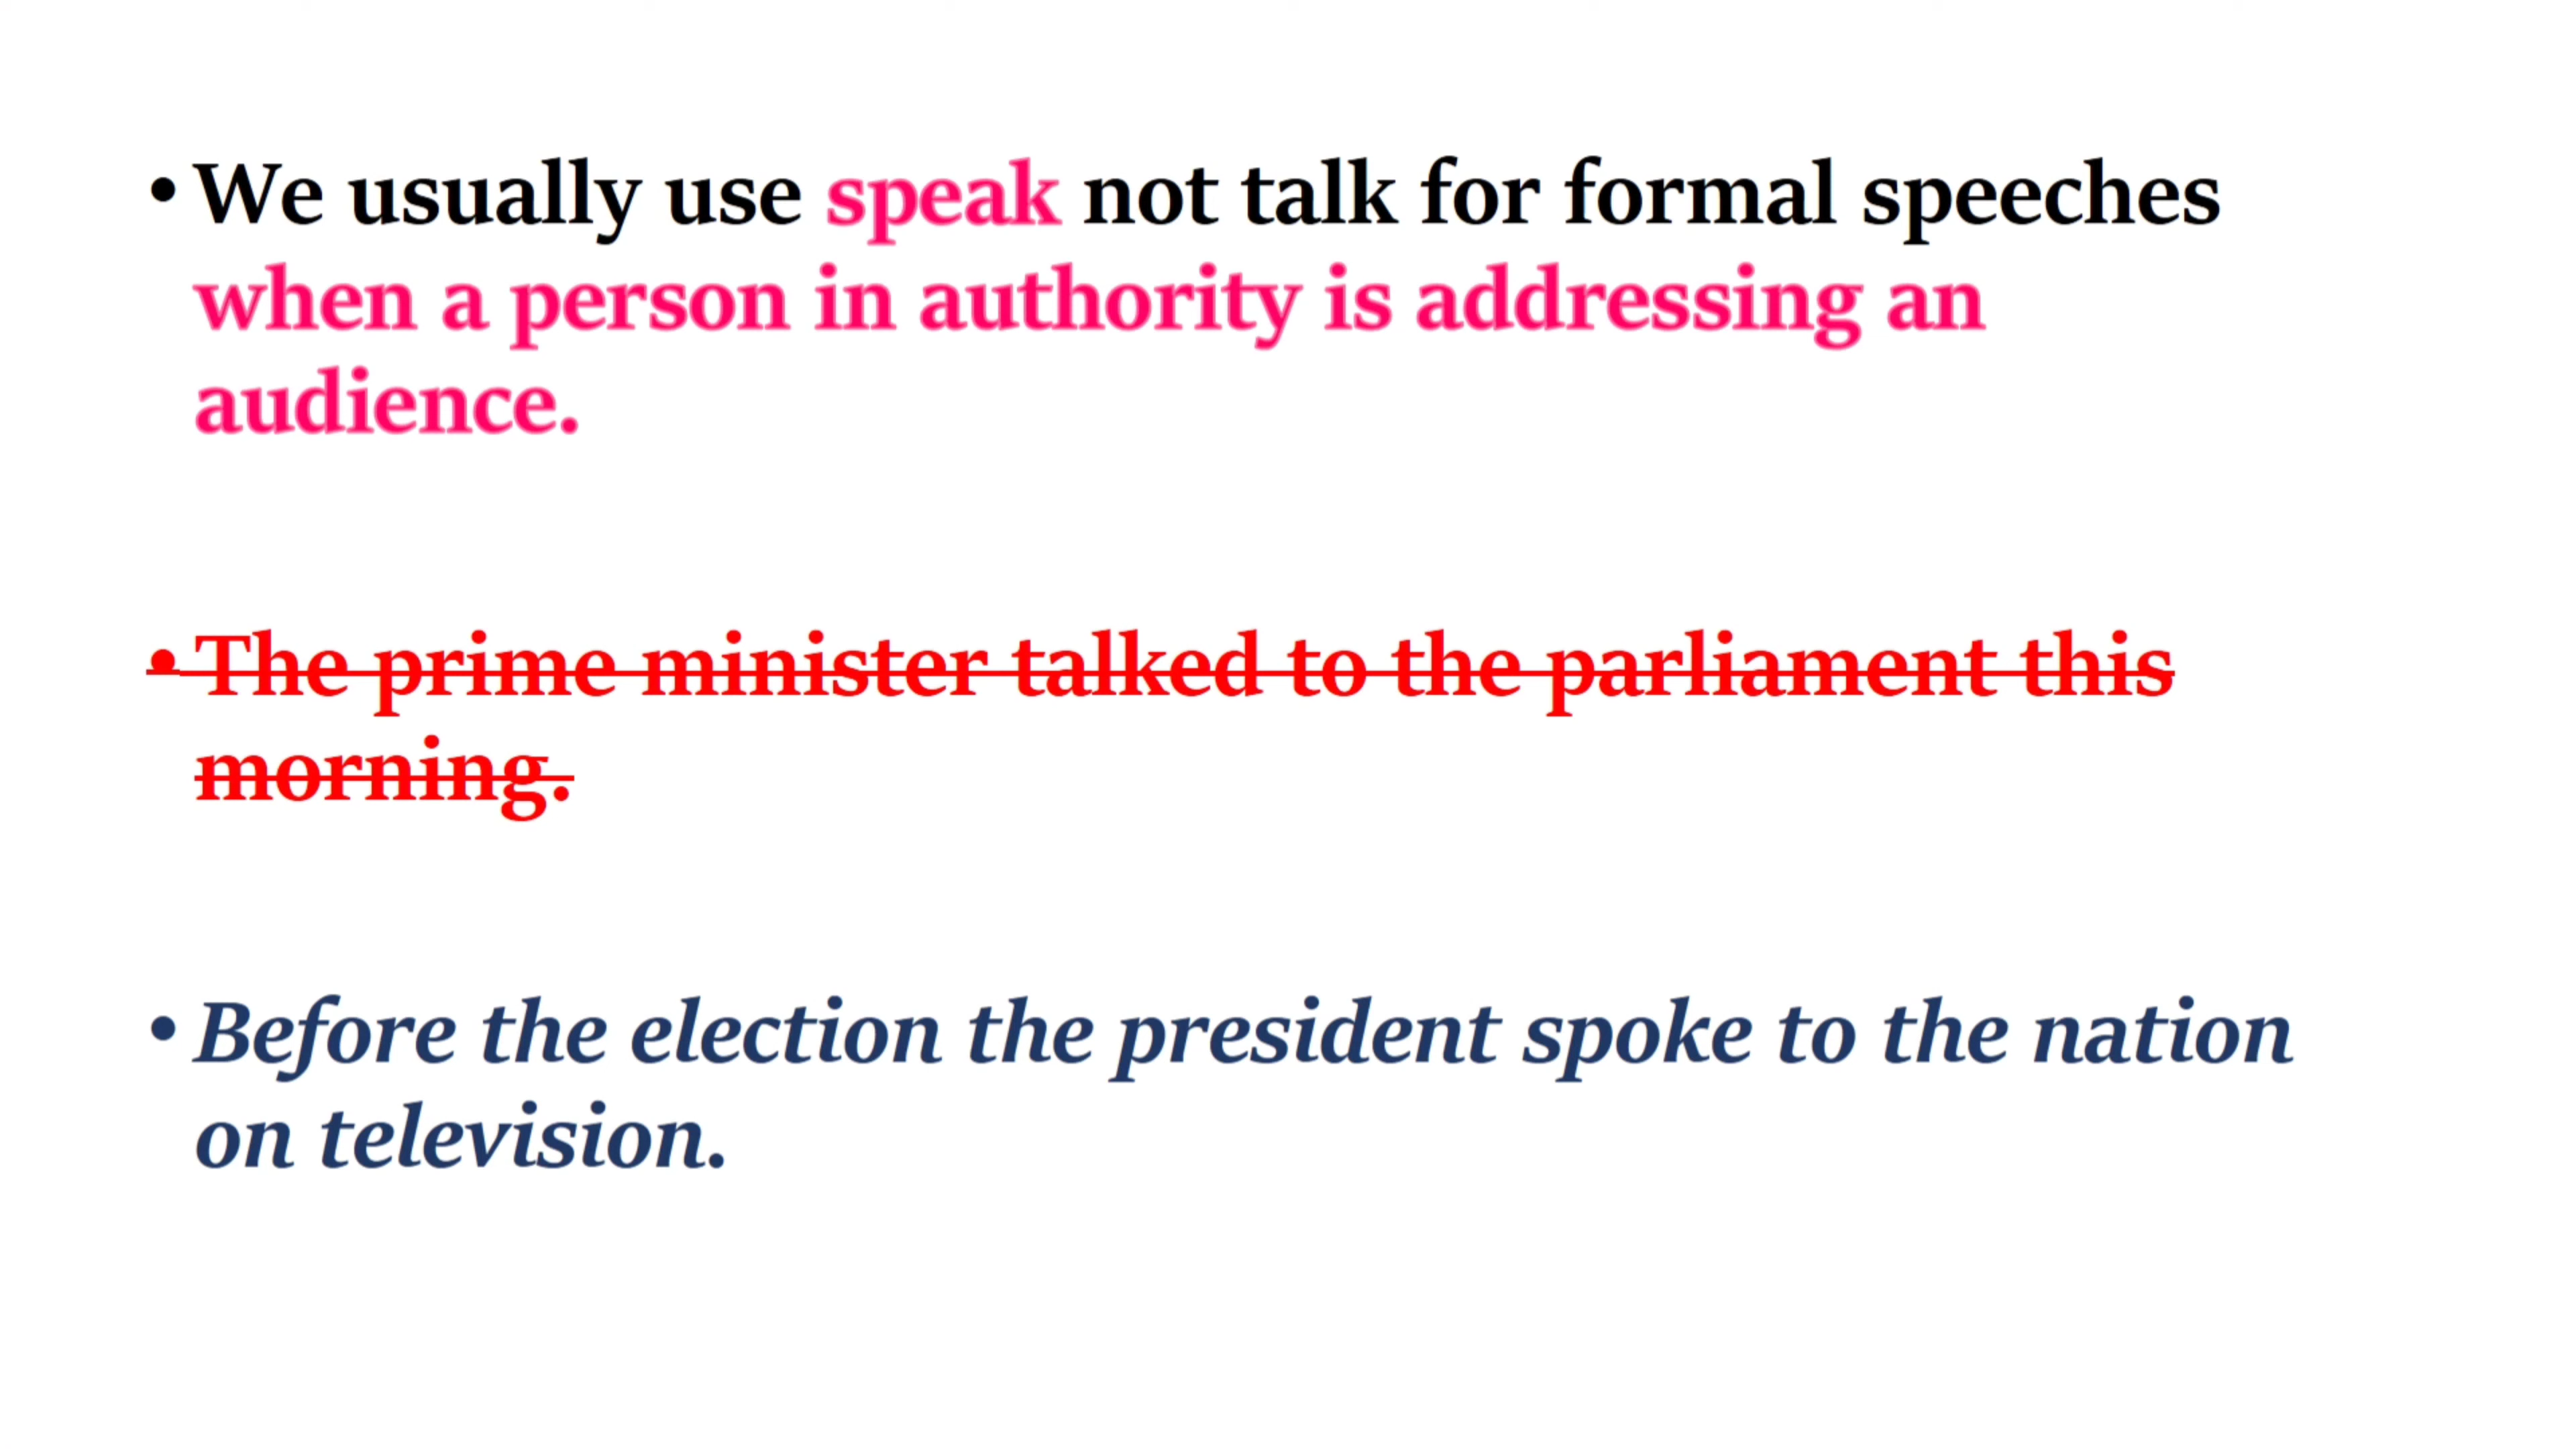 • We usually use speak not talk for formal speeches
when a person in authority is addressing an
audience.
• The prime minister talked to the parliament this
morning.
• Before the election the president spoke to the nation
on television.